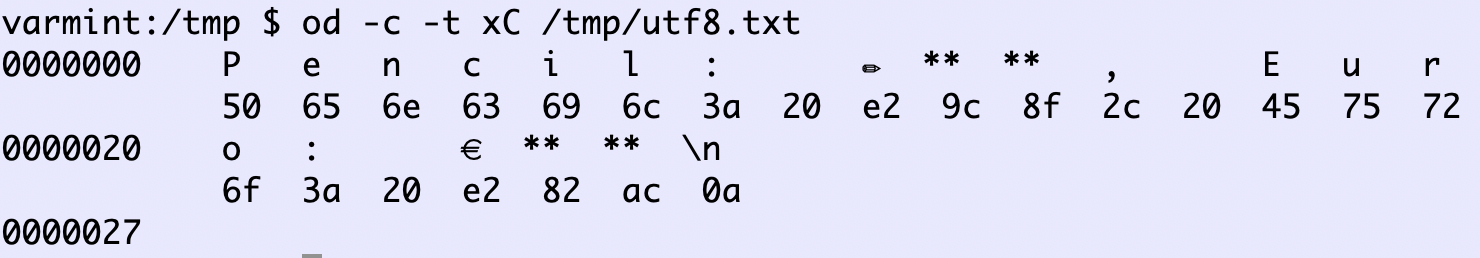 varmint:/tmp $ od -c -t xC /tmp/utf8.txt
0000000    P   e   n   c   i   l   :       ✏  **  **   ,       E   u   r
           50  65  6e  63  69  6c  3a  20  e2  9c  8f  2c  20  45  75  72
0000020    o   :       €  **  **  \n
           6f  3a  20  e2  82  ac  0a
0000027